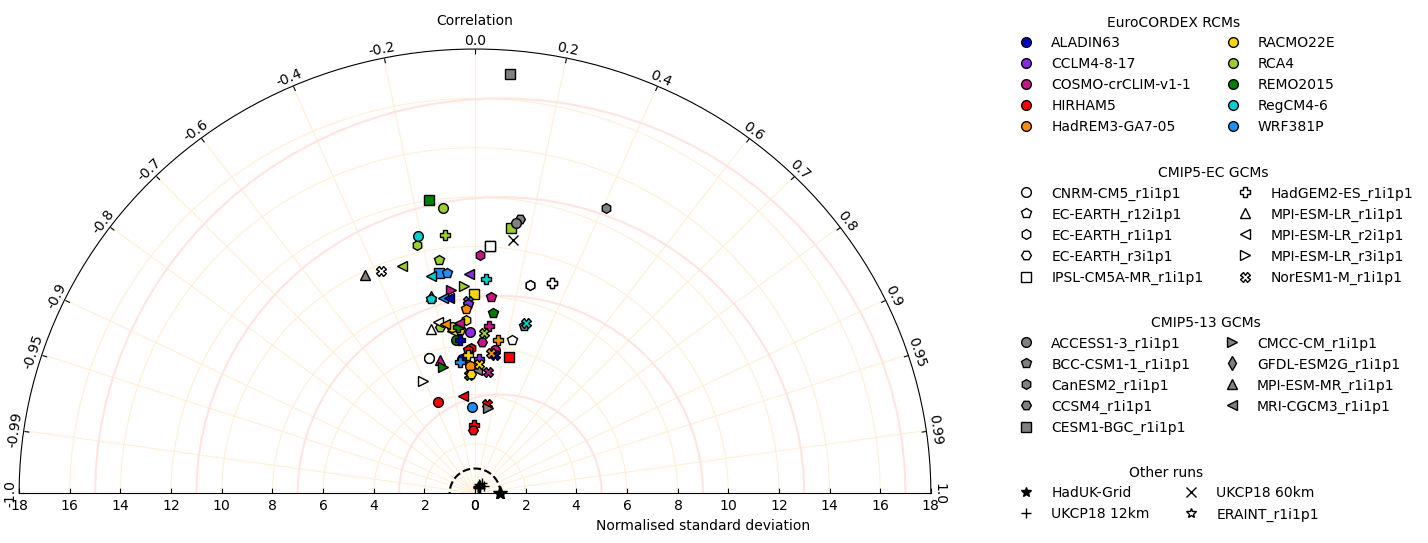 Correlation
0.0
-0.2
0.2
-0.4
0.4
-0.6
0.6
-0.7
0.7
-0.8
0.8
-0.9
0.9
-0.95
0.95
-0.99
0.99
-1.0
1.0
18 16 14 12 10 8 6 4 2 0 2 4 6 8 10 12 14 16 18
Normalised standard deviation
EuroCORDEX RCMs
ALADIN63 RACMO22E
CCLM4-8-17 RCA4
COSMO-crCLIM-v1-1 REMO2015
HIRHAM5 RegCM4-6
HadREM3-GA7-05 WRF381P
CMIP5-EC GCMs
CNRM-CM5_r1i1p1 HadGEM2-ES_r1i1p1
EC-EARTH_r12i1p1 MPI-ESM-LR_r1i1p1
EC-EARTH_r1i1p1 MPI-ESM-LR_r2i1p1
EC-EARTH_r3i1p1 MPI-ESM-LR_r3i1p1
IPSL-CM5A-MR_r1i1p1 NorESM1-M_r1i1p1
CMIP5-13 GCMs
ACCESS1-3_r1i1p1 CMCC-CM_r1i1p1
BCC-CSM1-1_r1i1p1 GFDL-ESM2G_r1i1p1
CanESM2_r1i1p1 MPI-ESM-MR_r1i1p1
CCSM4_r1i1p1 MRI-CGCM3_r1i1p1
CESM1-BGC_r1i1p1
Other runs
HadUK-Grid UKCP18 60km
UKCP18 12km ERAINT_r1i1p1